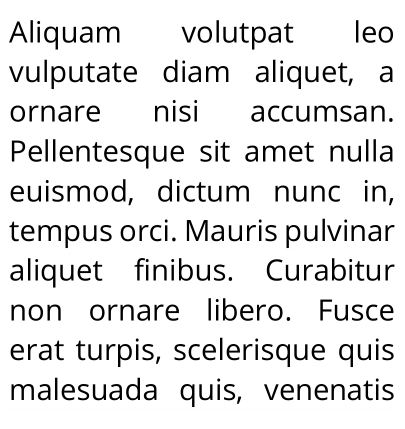 Aliquam volutpat leo
vulputate diam aliquet, a
ornare nisi accumsan.
Pellentesque sit amet nulla
euismod, dictum nunc in,
tempus orci. Mauris pulvinar
aliquet finibus. Curabitur
non ornare libero. Fusce
erat turpis, scelerisque quis
malesuada quis, venenatis